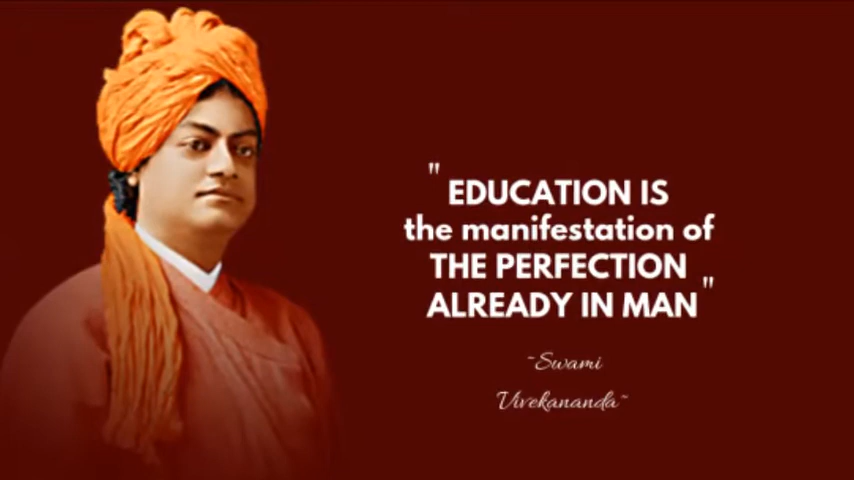 " EDUCATION IS
the manifestation of
THE PERFECTION
ALREADY IN MAN "
~Swami
Vivekananda~